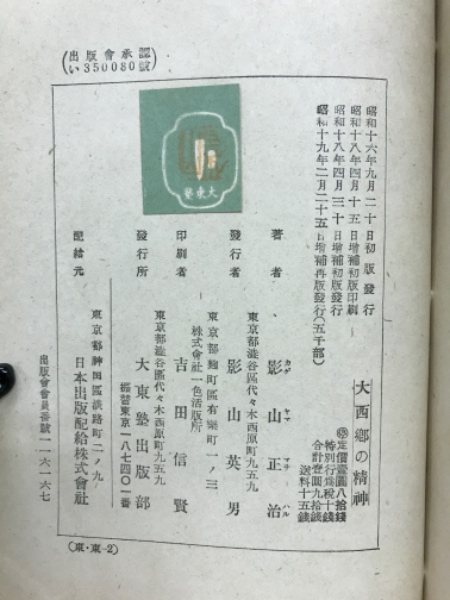 大西郷の精神
㊞定價壹圓八拾錢
特別行爲税十錢
合計壹圓九拾錢
送料十五錢
昭和十六年九月二十日初版發行
昭和十八年四月十五日增補初版印刷
昭和十八年四月三十日增補初版發行
昭和十九年二月二十五日增補再版發行(五千部)
著者 影山正治
カゲ ヤマ マサ ハル
東京都澁谷區代々木西原町九五九
發行者 影山英男
東京都麹町區有樂町一ノ三
株式會社一色活版所
印刷者 吉田信賢
東京都澁谷區代々木西原町九五九
發行所 大東塾出版部
振替東京一八七四〇一番
東京都神田區淡路町二ノ九
配給元 日本出版配給株式會社
出版會會員番號一一六一六七
大東塾
出版會承認
い350080號
(東・東-2)